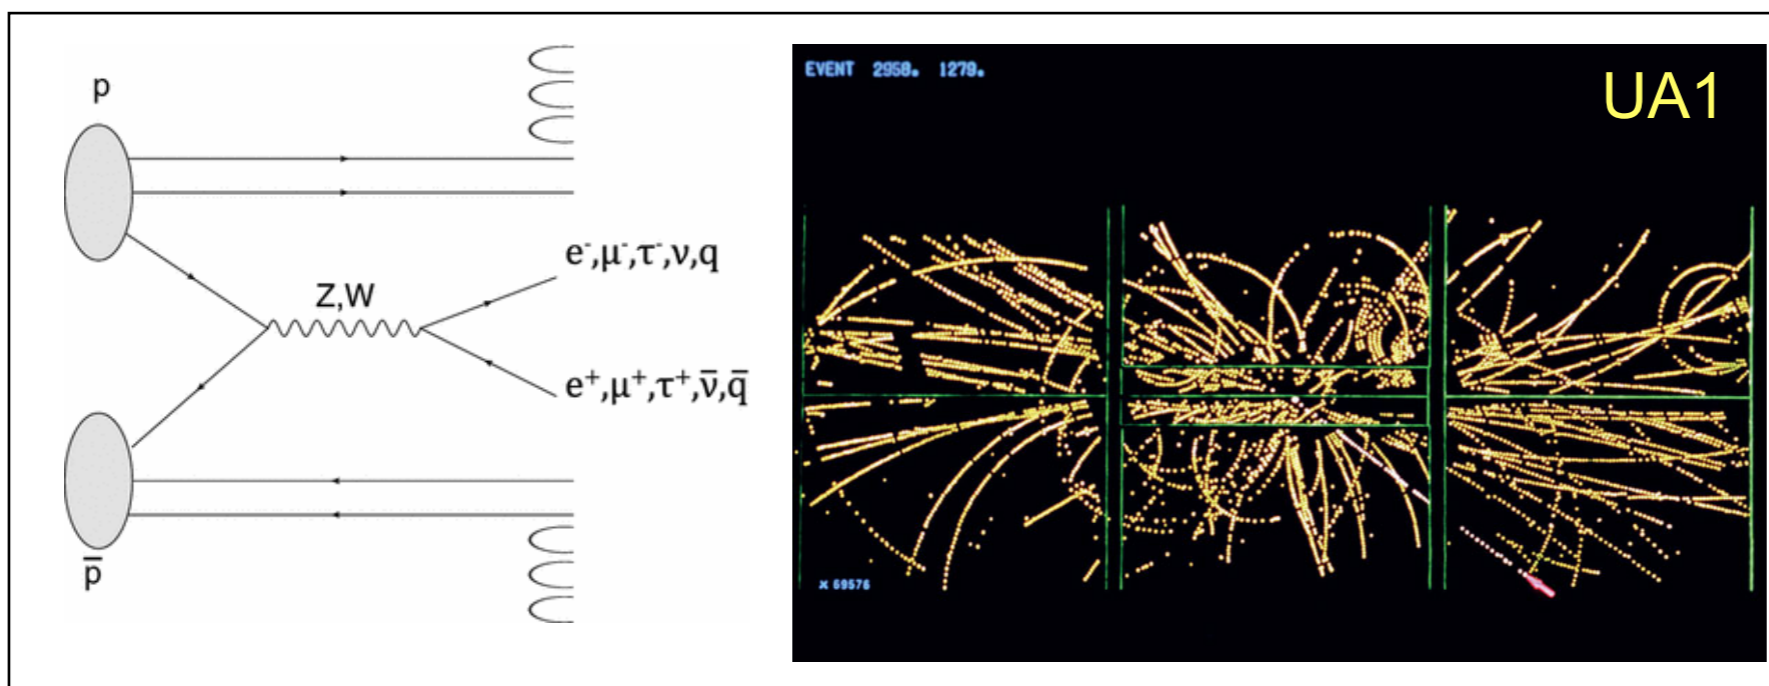 p
Z,W
e⁻,μ⁻,τ⁻,ν,q
e⁺,μ⁺,τ⁺,ν̅,q̅
p̅
EVENT 2958. 1279.
UA1
× 69576